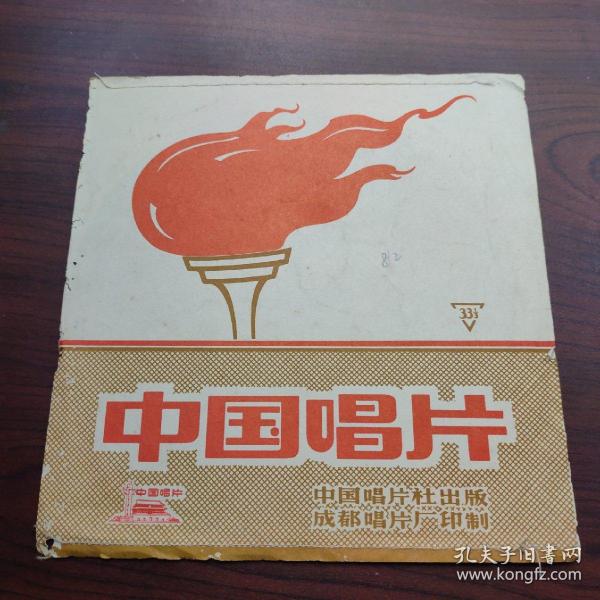 812
33⅓
中国唱片
中国唱片
中国唱片社出版
成都唱片厂印制
孔夫子旧书网
www.kongfz.com